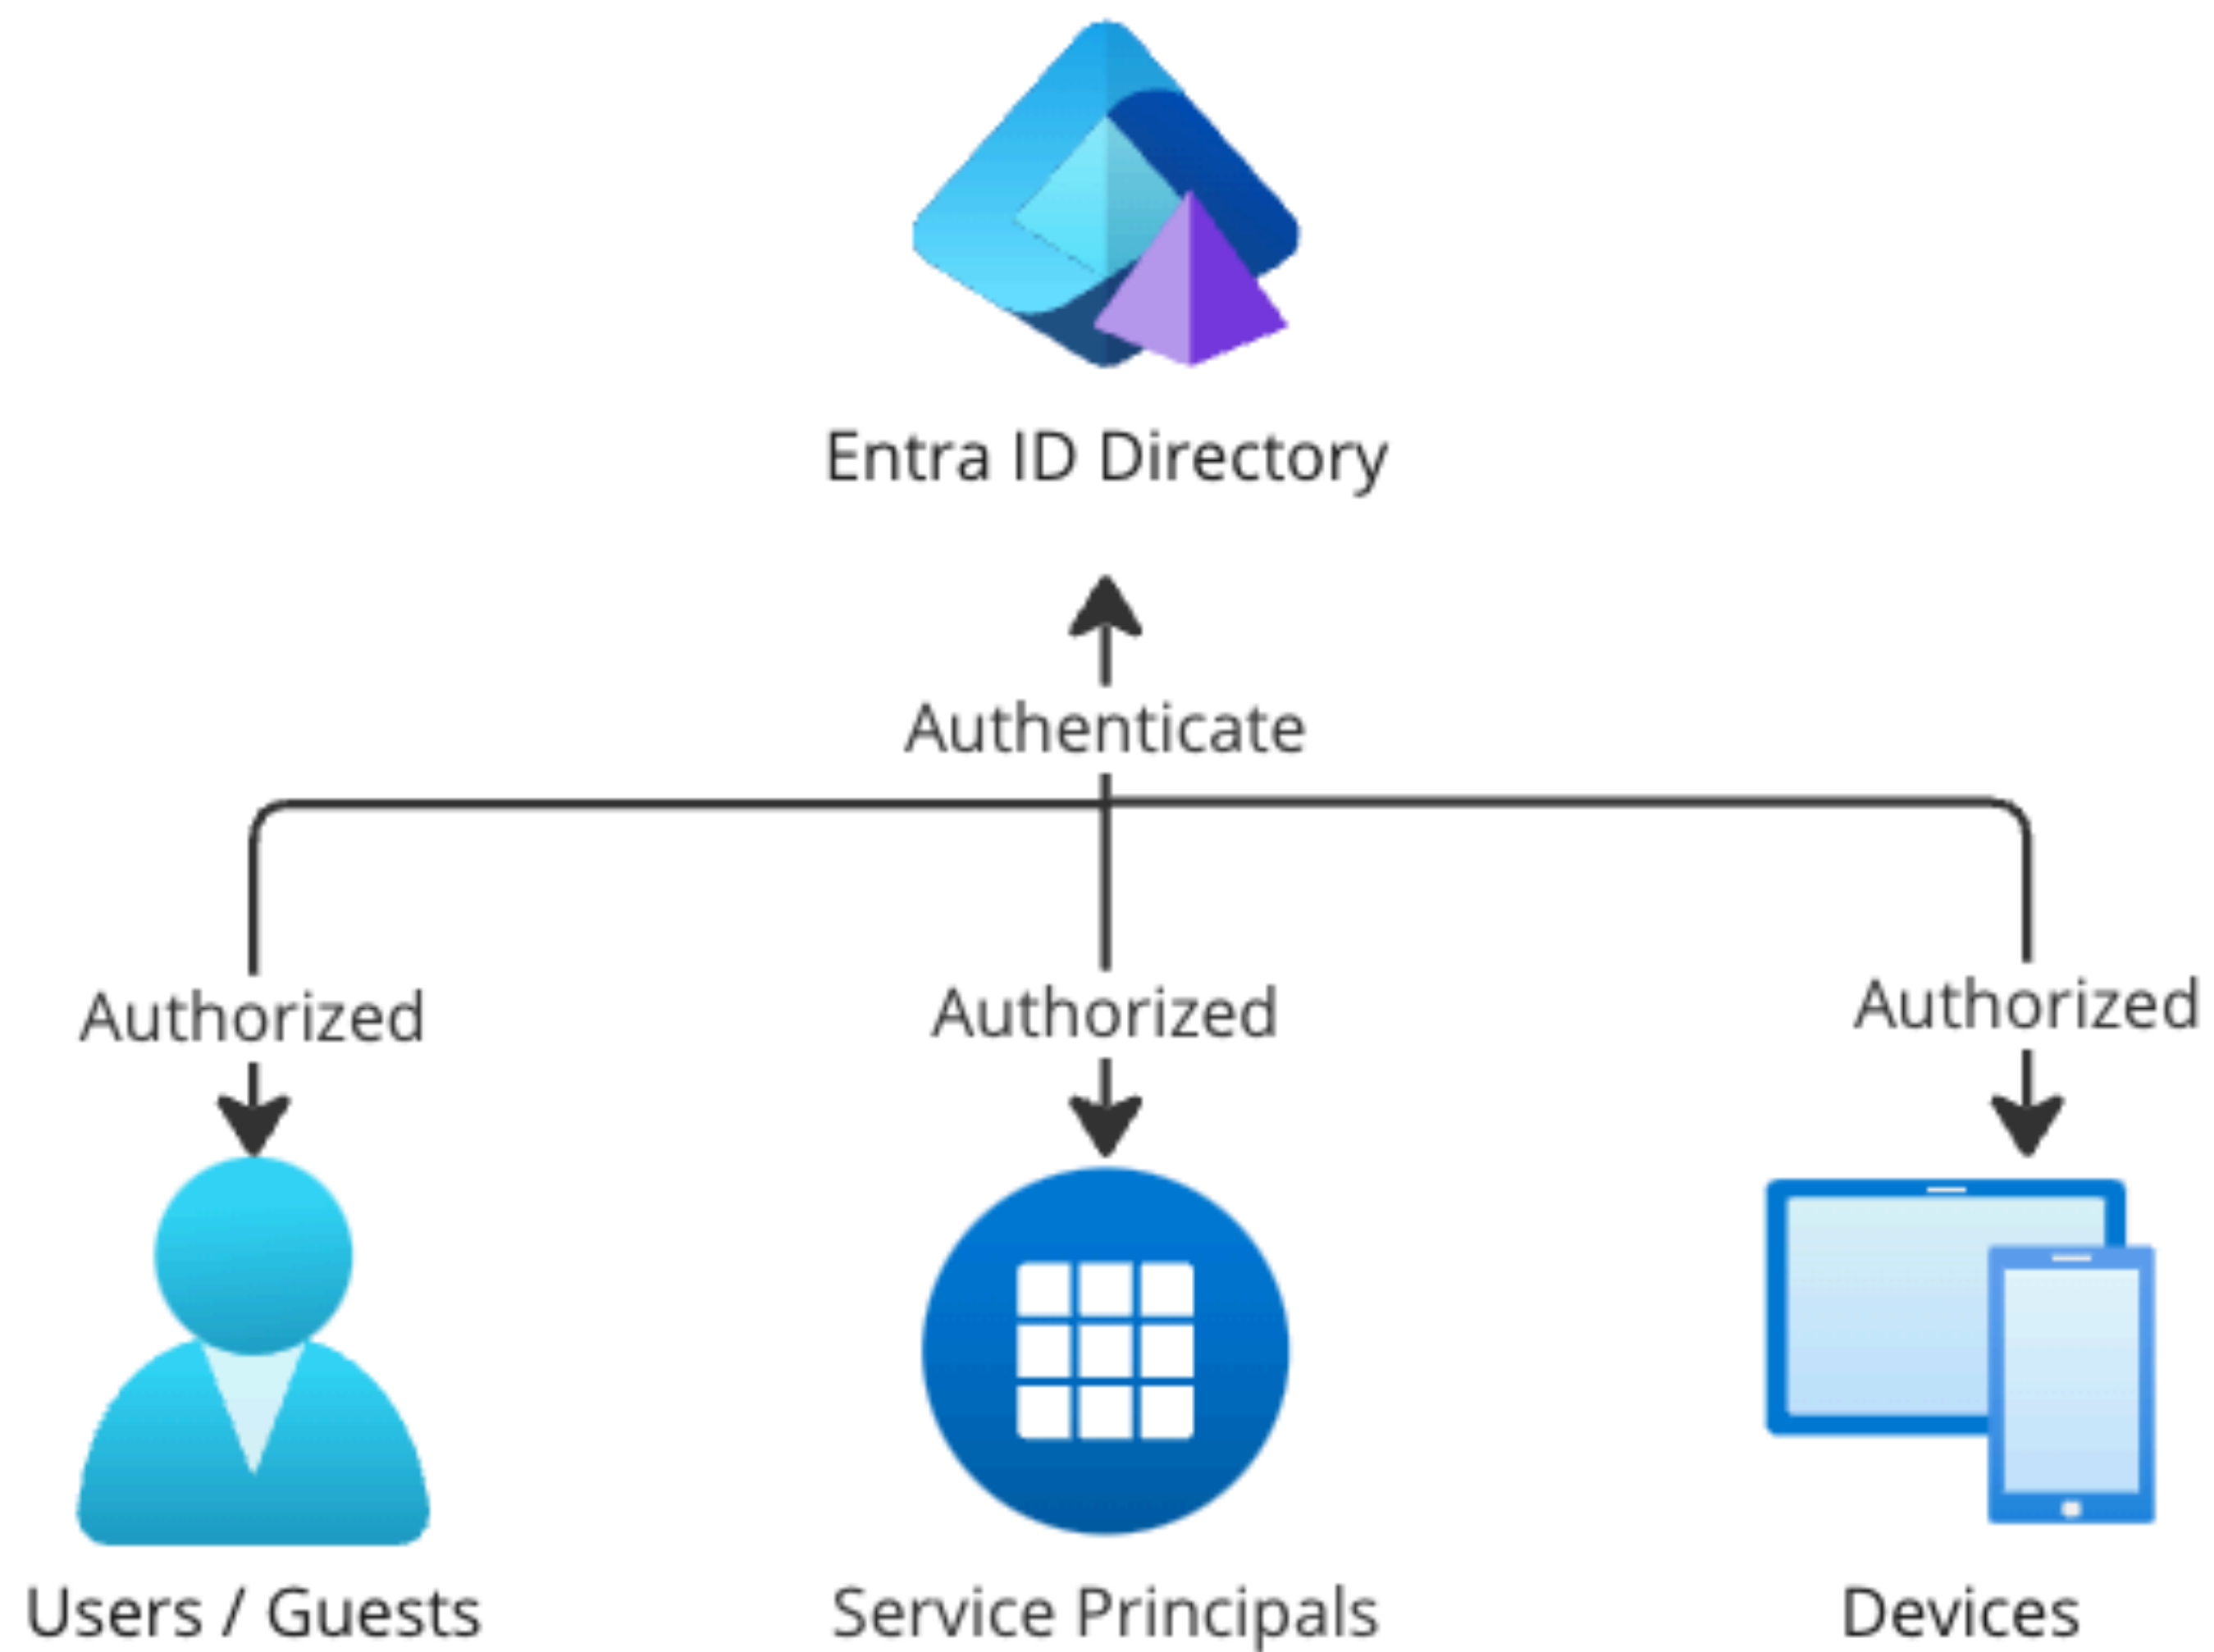 Entra ID Directory
Authenticate
Authorized
Authorized
Authorized
Users / Guests
Service Principals
Devices